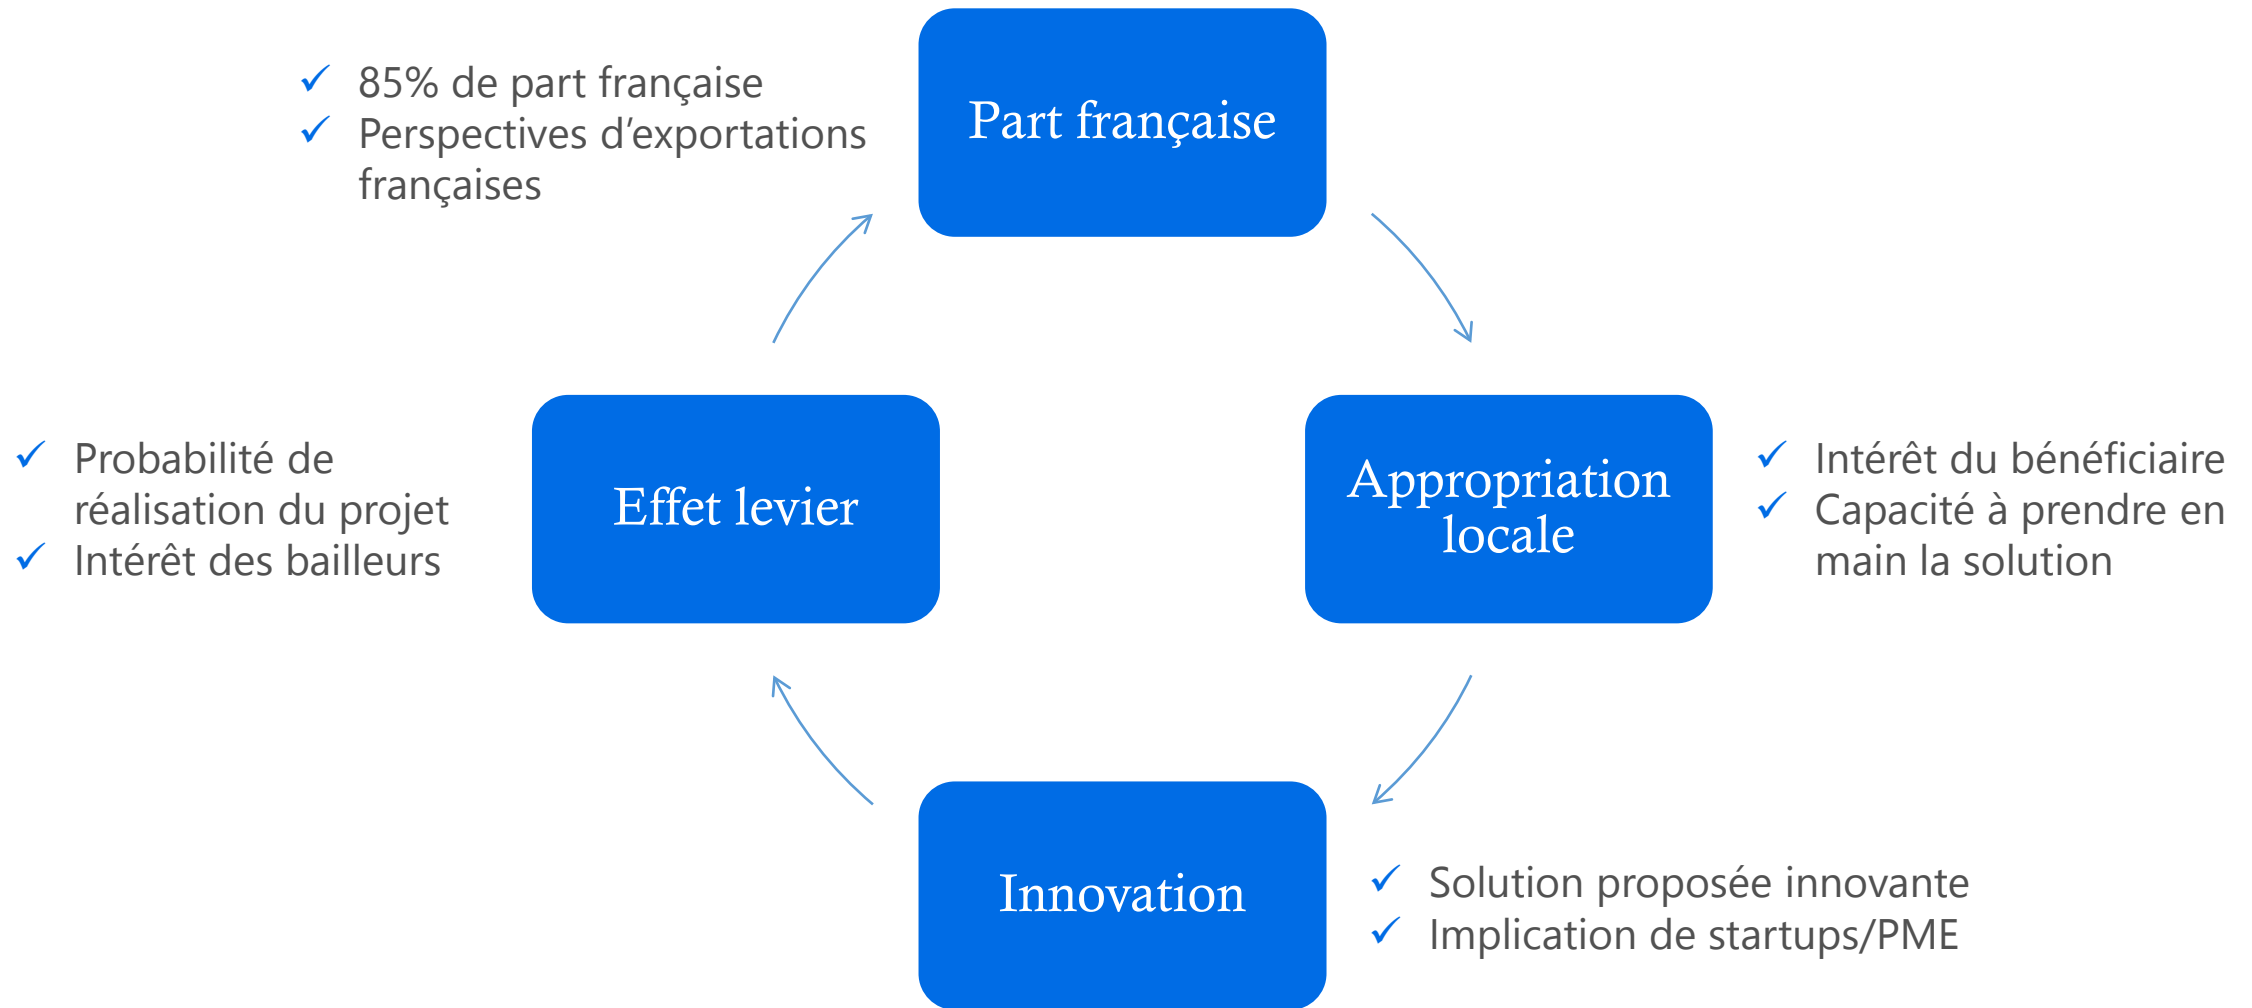 85% de part française
Perspectives d’exportations
françaises
Part française
Probabilité de
réalisation du projet
Intérêt des bailleurs
Effet levier
Appropriation
locale
Intérêt du bénéficiaire
Capacité à prendre en
main la solution
Innovation
Solution proposée innovante
Implication de startups/PME